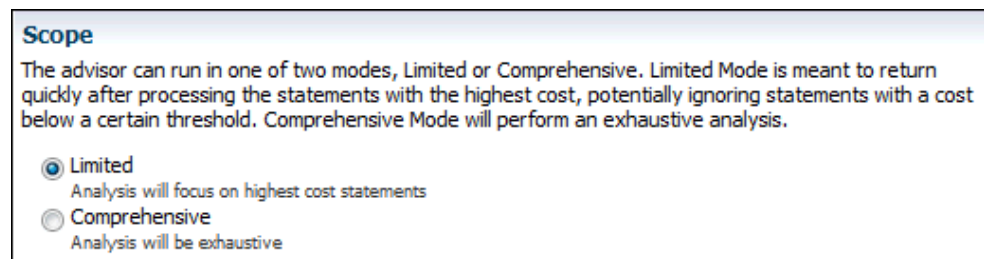 Scope
The advisor can run in one of two modes, Limited or Comprehensive. Limited Mode is meant to return
quickly after processing the statements with the highest cost, potentially ignoring statements with a cost
below a certain threshold. Comprehensive Mode will perform an exhaustive analysis.
Limited
Analysis will focus on highest cost statements
Comprehensive
Analysis will be exhaustive